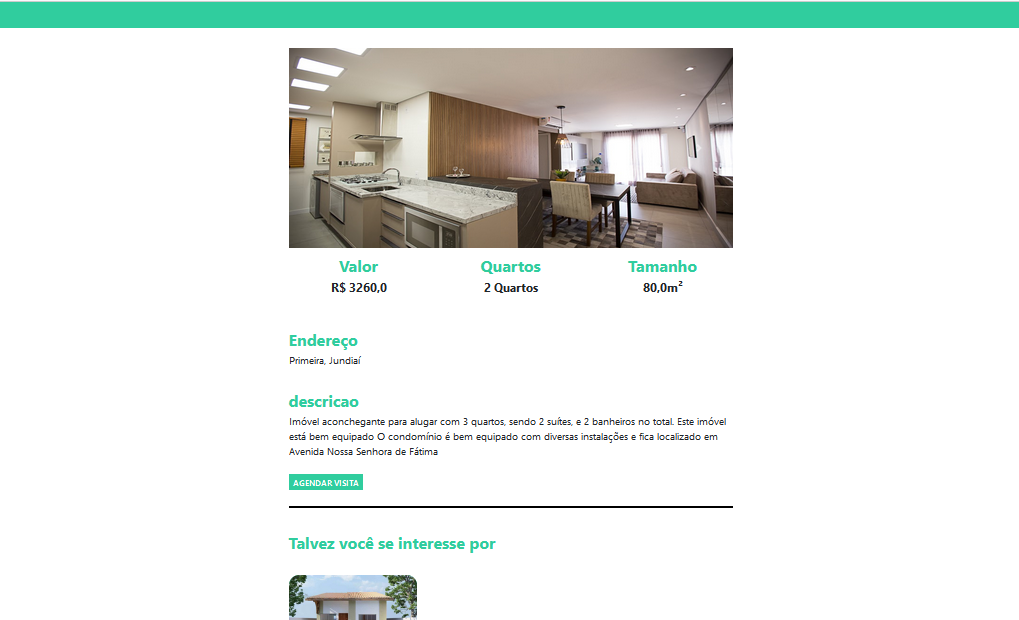 Valor
Quartos
Tamanho
R$ 3260,0
2 Quartos
80,0m²
Endereço
Primeira, Jundiaí
descricao
Imóvel aconchegante para alugar com 3 quartos, sendo 2 suítes, e 2 banheiros no total. Este imóvel
está bem equipado O condomínio é bem equipado com diversas instalações e fica localizado em
Avenida Nossa Senhora de Fátima
AGENDAR VISITA
Talvez você se interesse por